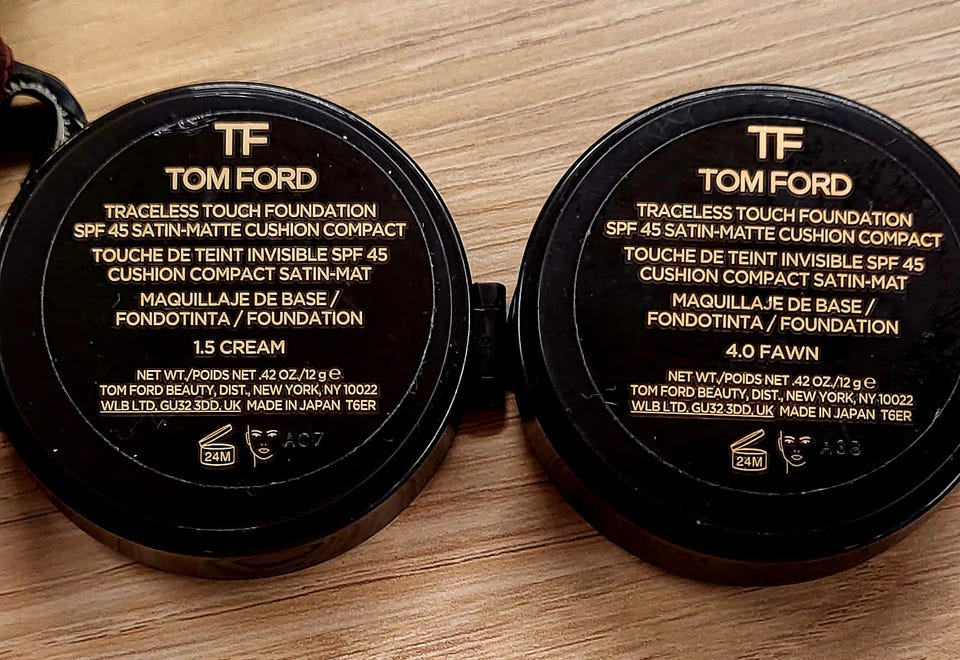 TF
TOM FORD
TRACELESS TOUCH FOUNDATION
SPF 45 SATIN-MATTE CUSHION COMPACT
TOUCHE DE TEINT INVISIBLE SPF 45
CUSHION COMPACT SATIN-MAT
MAQUILLAJE DE BASE /
FONDOTINTA / FOUNDATION
1.5 CREAM
NET WT./POIDS NET .42 OZ./12 g ℮
TOM FORD BEAUTY, DIST., NEW YORK, NY 10022
WLB LTD, GU32 3DD, UK MADE IN JAPAN T6ER
24M A07
TF
TOM FORD
TRACELESS TOUCH FOUNDATION
SPF 45 SATIN-MATTE CUSHION COMPACT
TOUCHE DE TEINT INVISIBLE SPF 45
CUSHION COMPACT SATIN-MAT
MAQUILLAJE DE BASE /
FONDOTINTA / FOUNDATION
4.0 FAWN
NET WT./POIDS NET .42 OZ./12 g ℮
TOM FORD BEAUTY, DIST., NEW YORK, NY 10022
WLB LTD, GU32 3DD, UK MADE IN JAPAN T6ER
24M